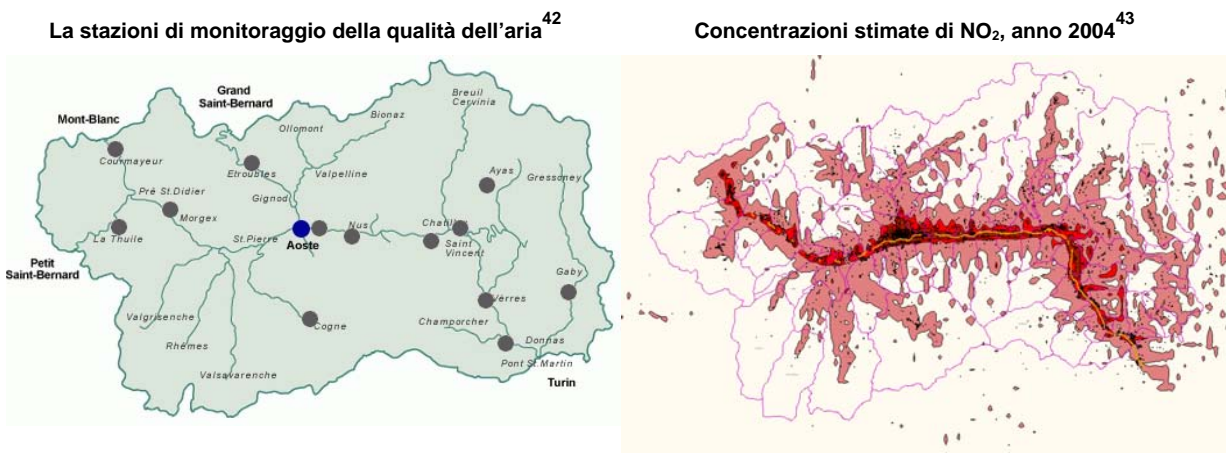 La stazioni di monitoraggio della qualità dell'aria42
Concentrazioni stimate di NO2, anno 200443
Grand
Saint-Bernard
Breuil
Cervinia
Mont-Blanc
Ollomont
Bionaz
Courmayeur
Etroubles
Valpelline
Ayas
Gressoney
Pré St.Didier
Gignod
Morgex
Nus
Chatillon
La Thuile
St.Pierre
Aoste
Saint
Vincent
Petit
Saint-Bernard
Gaby
Valgrisenche
Vérres
Champorcher
Cogne
Rhêmes
Donnas
Valsavarenche
Pont St.Martin
Turin